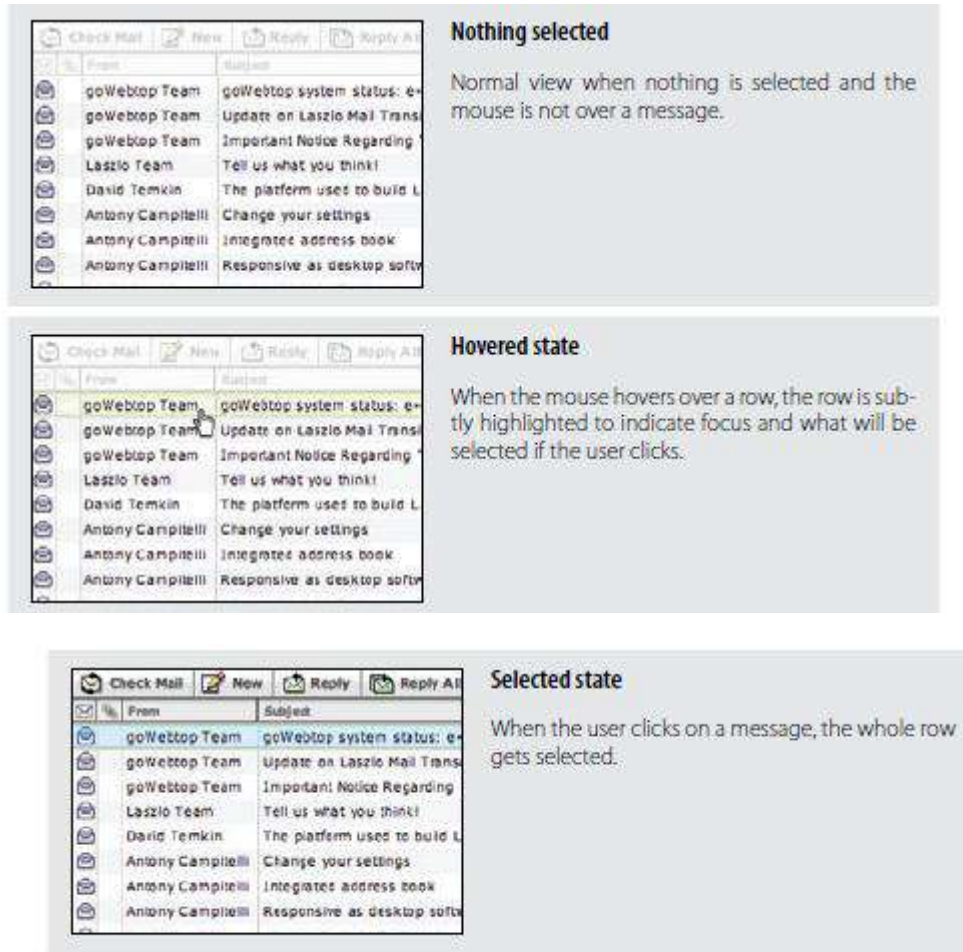 Check Mail New Reply Reply All
From Subject
goWebtop Team goWebtop system status: e-
goWebtop Team Update on Laszlo Mail Transi
goWebtop Team Important Notice Regarding "
Laszlo Team Tell us what you think!
David Temkin The platform used to build L
Antony Campitelli Change your settings
Antony Campitelli Integrated address book
Antony Campitelli Responsive as desktop softw
Nothing selected
Normal view when nothing is selected and the
mouse is not over a message.
Check Mail New Reply Reply All
From Subject
goWebtop Team goWebtop system status: e-
goWebtop Team Update on Laszlo Mail Transi
goWebtop Team Important Notice Regarding "
Laszlo Team Tell us what you think!
David Temkin The platform used to build L
Antony Campitelli Change your settings
Antony Campitelli Integrated address book
Antony Campitelli Responsive as desktop softw
Hovered state
When the mouse hovers over a row, the row is sub-
tly highlighted to indicate focus and what will be
selected if the user clicks.
Check Mail New Reply Reply All
From Subject
goWebtop Team goWebtop system status: e-
goWebtop Team Update on Laszlo Mail Transi
goWebtop Team Important Notice Regarding
Laszlo Team Tell us what you think!
David Temkin The platform used to build L
Antony Campitelli Change your settings
Antony Campitelli Integrated address book
Antony Campitelli Responsive as desktop softw
Selected state
When the user clicks on a message, the whole row
gets selected.